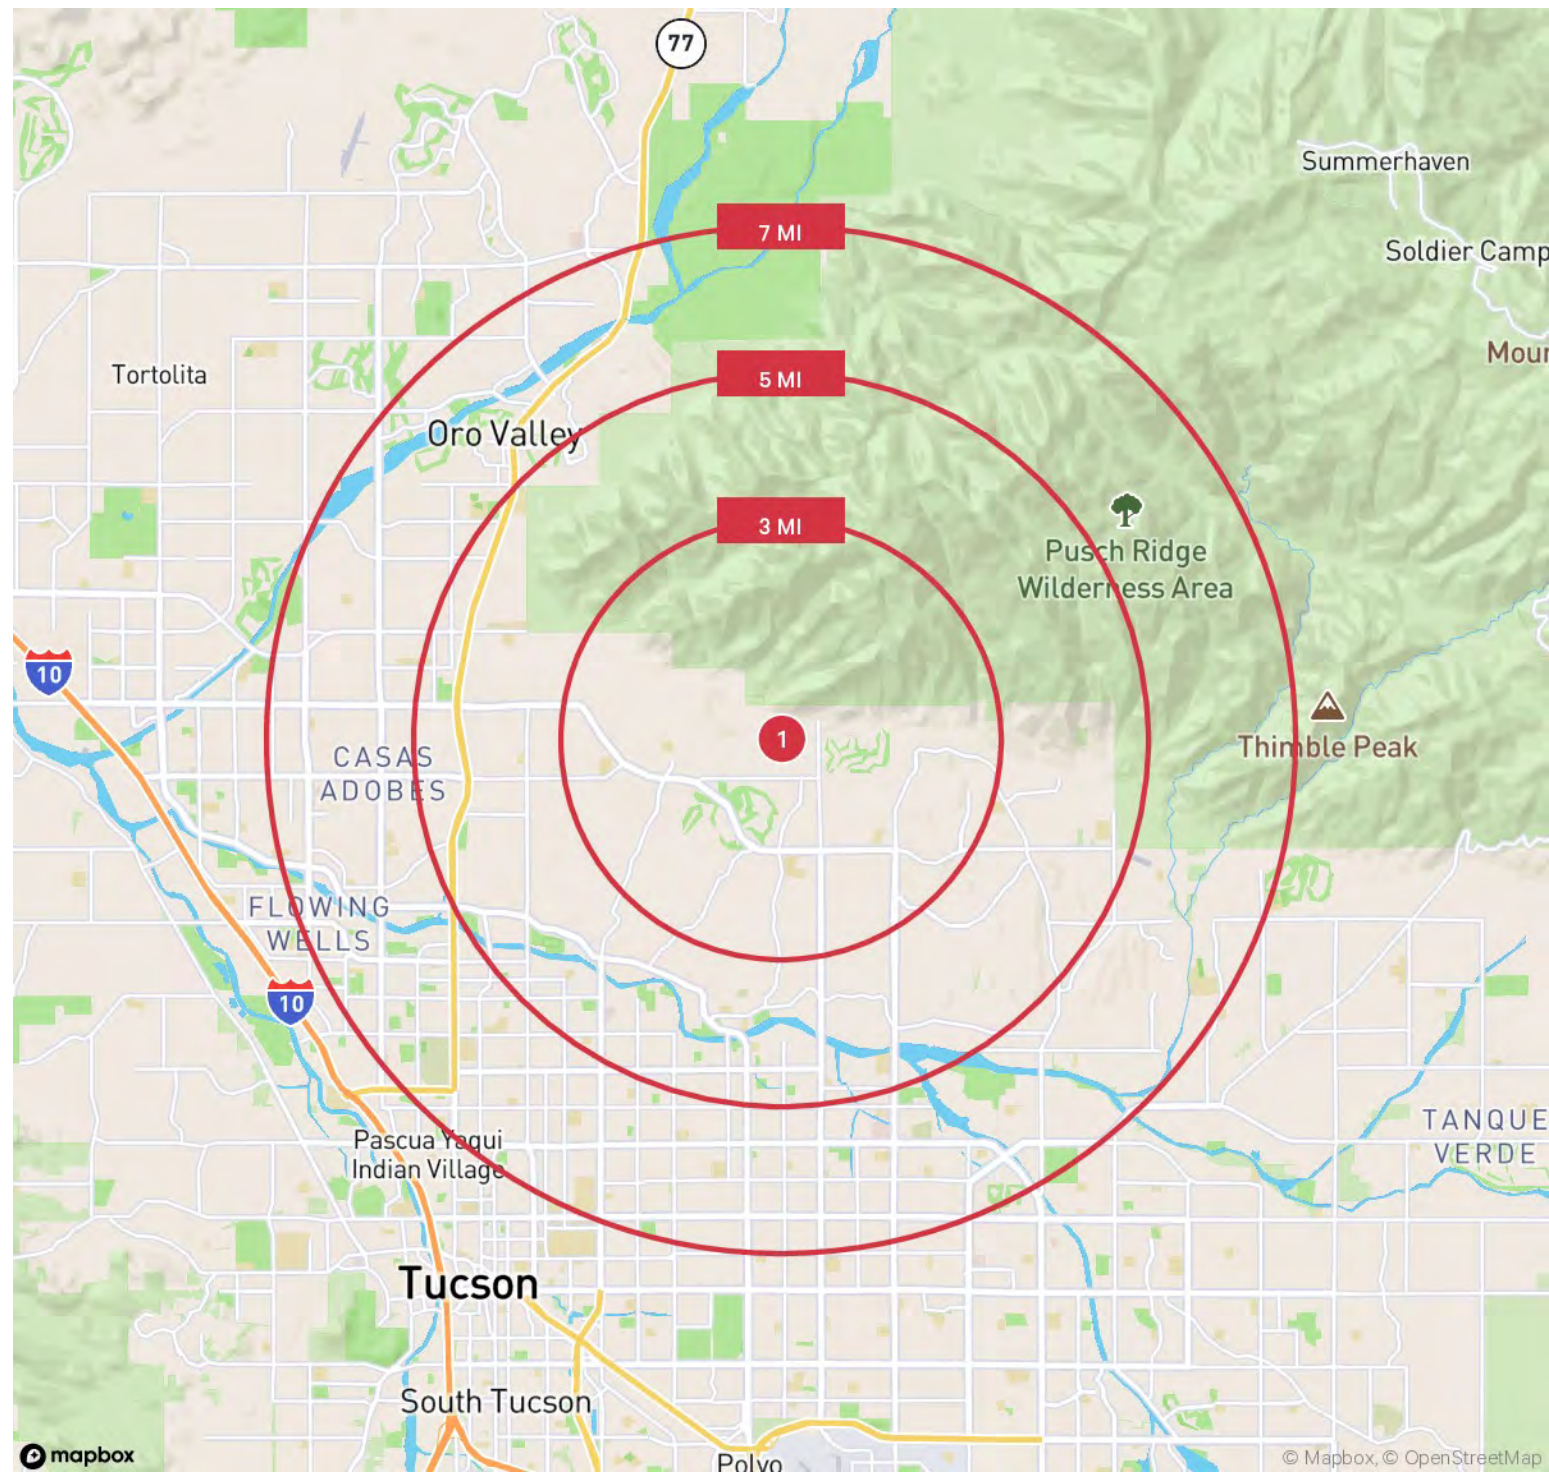 77
Summerhaven
7 MI
Soldier Camp
Moun
Tortolita
5 MI
Oro Valley
3 MI
Pusch Ridge
Wilderness Area
10
1
Thimble Peak
CASAS
ADOBES
FLOWING
WELLS
10
TANQUE
VERDE
Pascua Yaqui
Indian Village
Tucson
South Tucson
Polvo
mapbox
© Mapbox, © OpenStreetMap